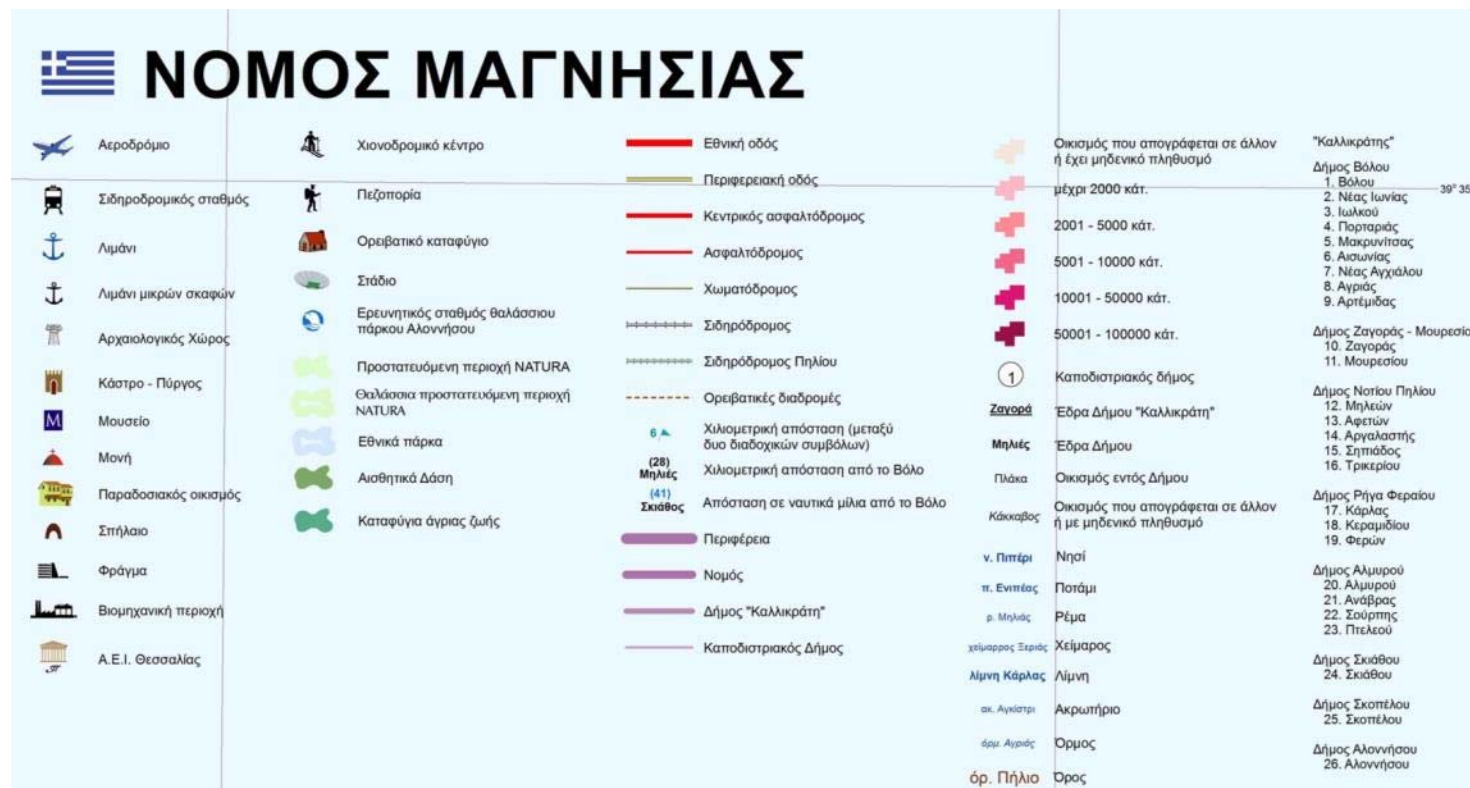 ΝΟΜΟΣ ΜΑΓΝΗΣΙΑΣ
Αεροδρόμιο
Σιδηροδρομικός σταθμός
Λιμάνι
Λιμάνι μικρών σκαφών
Αρχαιολογικός Χώρος
Κάστρο - Πύργος
Μ Μουσείο
Μονή
Παραδοσιακός οικισμός
Σπήλαιο
Φράγμα
Βιομηχανική περιοχή
Α.Ε.Ι. Θεσσαλίας
Χιονοδρομικό κέντρο
Πεζοπορία
Ορειβατικό καταφύγιο
Στάδιο
Ερευνητικός σταθμός θαλάσσιου
πάρκου Αλοννήσου
Προστατευόμενη περιοχή NATURA
Θαλάσσια προστατευόμενη περιοχή
NATURA
Εθνικά πάρκα
Αισθητικά Δάση
Καταφύγια άγριας ζωής
Εθνική οδός
Περιφερειακή οδός
Κεντρικός ασφαλτόδρομος
Ασφαλτόδρομος
Χωματόδρομος
Σιδηρόδρομος
Σιδηρόδρομος Πηλίου
Ορειβατικές διαδρομές
6 Χιλιομετρική απόσταση (μεταξύ
δυο διαδοχικών συμβόλων)
(28)
Μηλιές Χιλιομετρική απόσταση από το Βόλο
(41)
Σκιάθος Απόσταση σε ναυτικά μίλια από το Βόλο
Περιφέρεια
Νομός
Δήμος "Καλλικράτη"
Καποδιστριακός Δήμος
Οικισμός που απογράφεται σε άλλον
ή έχει μηδενικό πληθυσμό
μέχρι 2000 κάτ.
2001 - 5000 κάτ.
5001 - 10000 κάτ.
10001 - 50000 κάτ.
50001 - 100000 κάτ.
1 Καποδιστριακός δήμος
Ζαγορά Έδρα Δήμου "Καλλικράτη"
Μηλιές Έδρα Δήμου
Πλάκα Οικισμός εντός Δήμου
Κάκκαβος Οικισμός που απογράφεται σε άλλον
ή με μηδενικό πληθυσμό
ν. Πιπέρι Νησί
π. Ενιπέας Ποτάμι
ρ. Μηλιάς Ρέμα
χείμαρρος Ξεριάς Χείμαρος
λίμνη Κάρλας Λίμνη
ακ. Αγκίστρι Ακρωτήριο
όρμ. Αγριάς Όρμος
όρ. Πήλιο Όρος
"Καλλικράτης"
Δήμος Βόλου
1. Βόλου
2. Νέας Ιωνίας
3. Ιωλκού
4. Πορταριάς
5. Μακρυνίτσας
6. Αισωνίας
7. Νέας Αγχιάλου
8. Αγριάς
9. Αρτέμιδας
39° 35
Δήμος Ζαγοράς - Μουρεσίο
10. Ζαγοράς
11. Μουρεσίου
Δήμος Νοτίου Πηλίου
12. Μηλεών
13. Αφετών
14. Αργαλαστής
15. Σηπιάδος
16. Τρικερίου
Δήμος Ρήγα Φεραίου
17. Κάρλας
18. Κεραμιδίου
19. Φερών
Δήμος Αλμυρού
20. Αλμυρού
21. Ανάβρας
22. Σούρπης
23. Πτελεού
Δήμος Σκιάθου
24. Σκιάθου
Δήμος Σκοπέλου
25. Σκοπέλου
Δήμος Αλοννήσου
26. Αλοννήσου